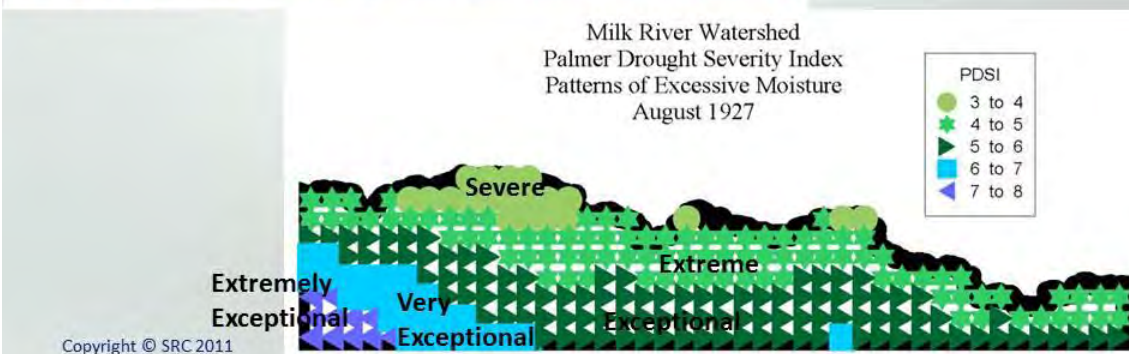 Milk River Watershed
Palmer Drought Severity Index
Patterns of Excessive Moisture
August 1927
PDSI
3 to 4
4 to 5
5 to 6
6 to 7
7 to 8
Severe
Extreme
Extremely
Exceptional
Very
Exceptional
Exceptional
Copyright © SRC 2011